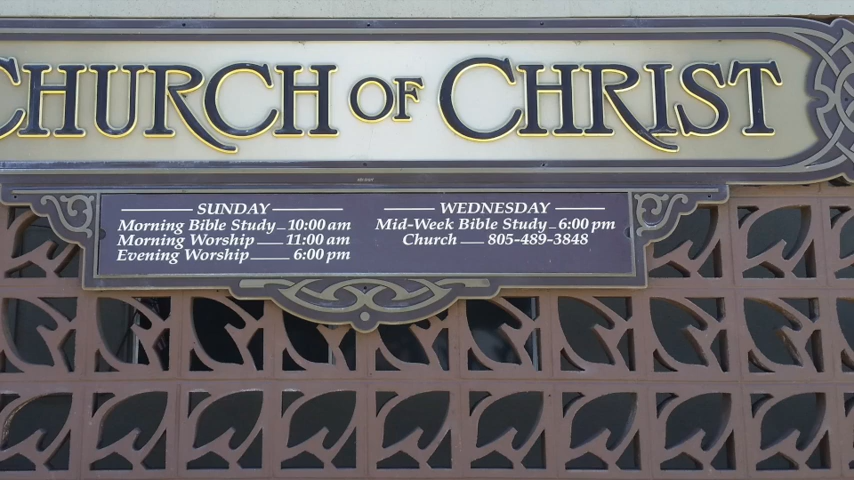 CHURCH OF CHRIST
SUNDAY
Morning Bible Study 10:00 am
Morning Worship 11:00 am
Evening Worship 6:00 pm
WEDNESDAY
Mid-Week Bible Study 6:00 pm
Church 805-489-3848